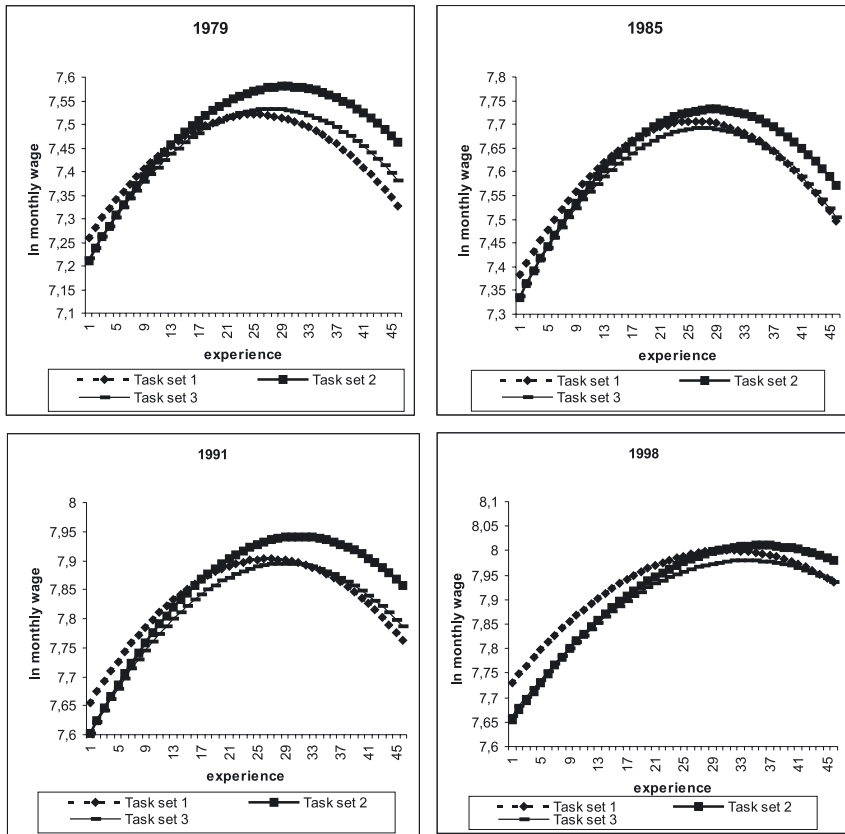 1979
7,6
7,55
7,5
7,45
7,4
7,35
7,3
7,25
7,2
7,15
7,1
ln monthly wage
1 5 9 13 17 21 25 29 33 37 41 45
experience
Task set 1 Task set 2
Task set 3
1985
7,8
7,75
7,7
7,65
7,6
7,55
7,5
7,45
7,4
7,35
7,3
ln monthly wage
1 5 9 13 17 21 25 29 33 37 41 45
experience
Task set 1 Task set 2
Task set 3
1991
8
7,95
7,9
7,85
7,8
7,75
7,7
7,65
7,6
ln monthly wage
1 5 9 13 17 21 25 29 33 37 41 45
experience
Task set 1 Task set 2
Task set 3
1998
8,1
8,05
8
7,95
7,9
7,85
7,8
7,75
7,7
7,65
7,6
ln monthly wage
1 5 9 13 17 21 25 29 33 37 41 45
experience
Task set 1 Task set 2
Task set 3